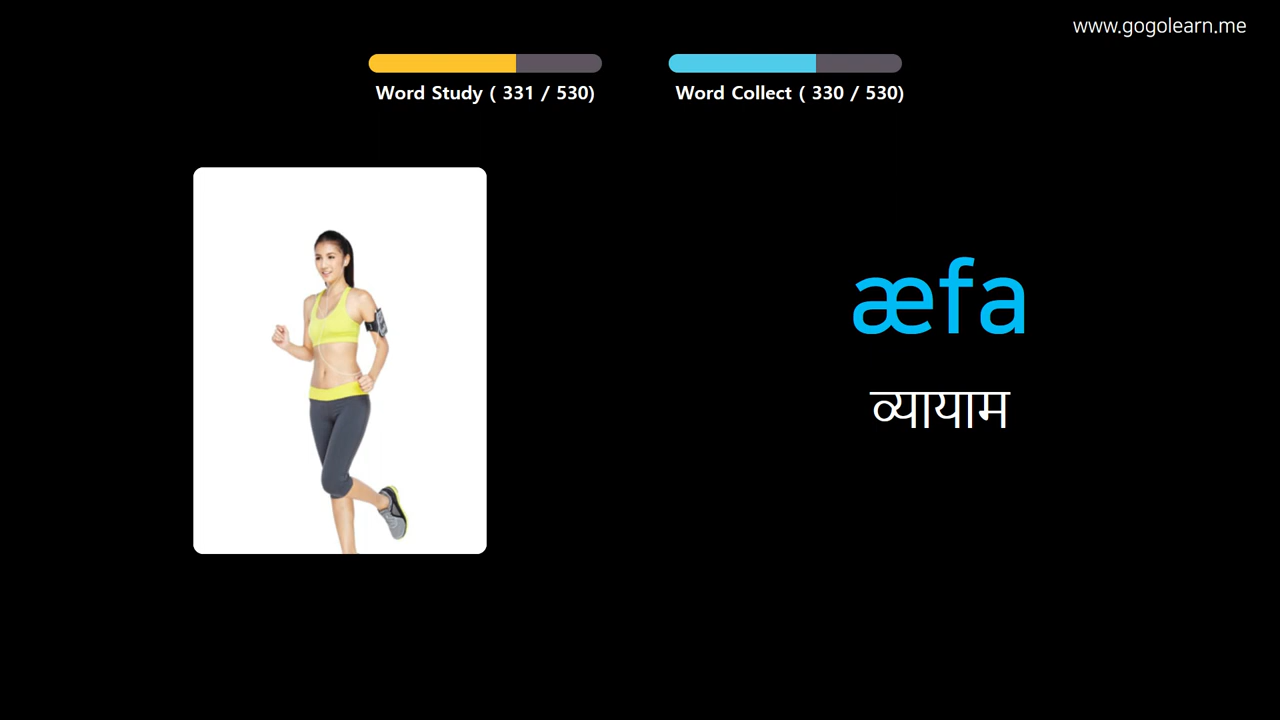 www.gogolearn.me
Word Study ( 331 / 530)
Word Collect ( 330 / 530)
æfa
व्यायाम